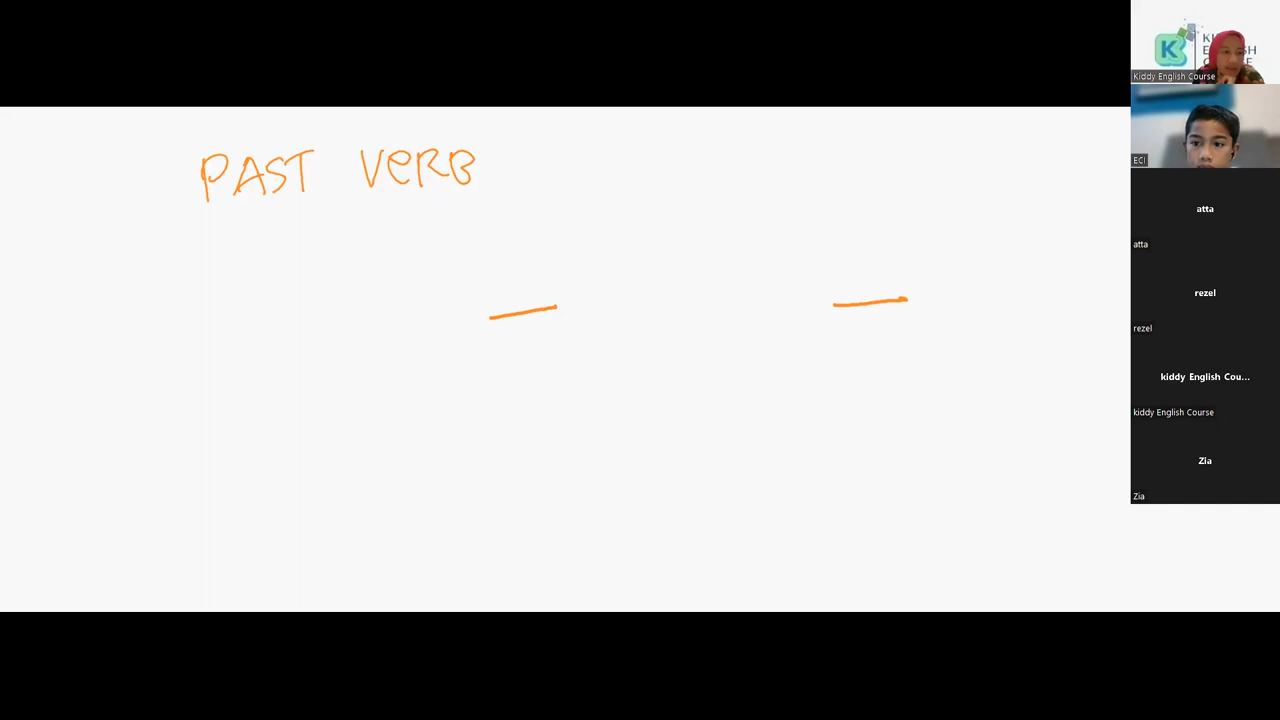 PAST VeRB
K
Kiddy English Course
ECI
atta
atta
rezel
rezel
kiddy English Cou...
kiddy English Course
Zia
Zia